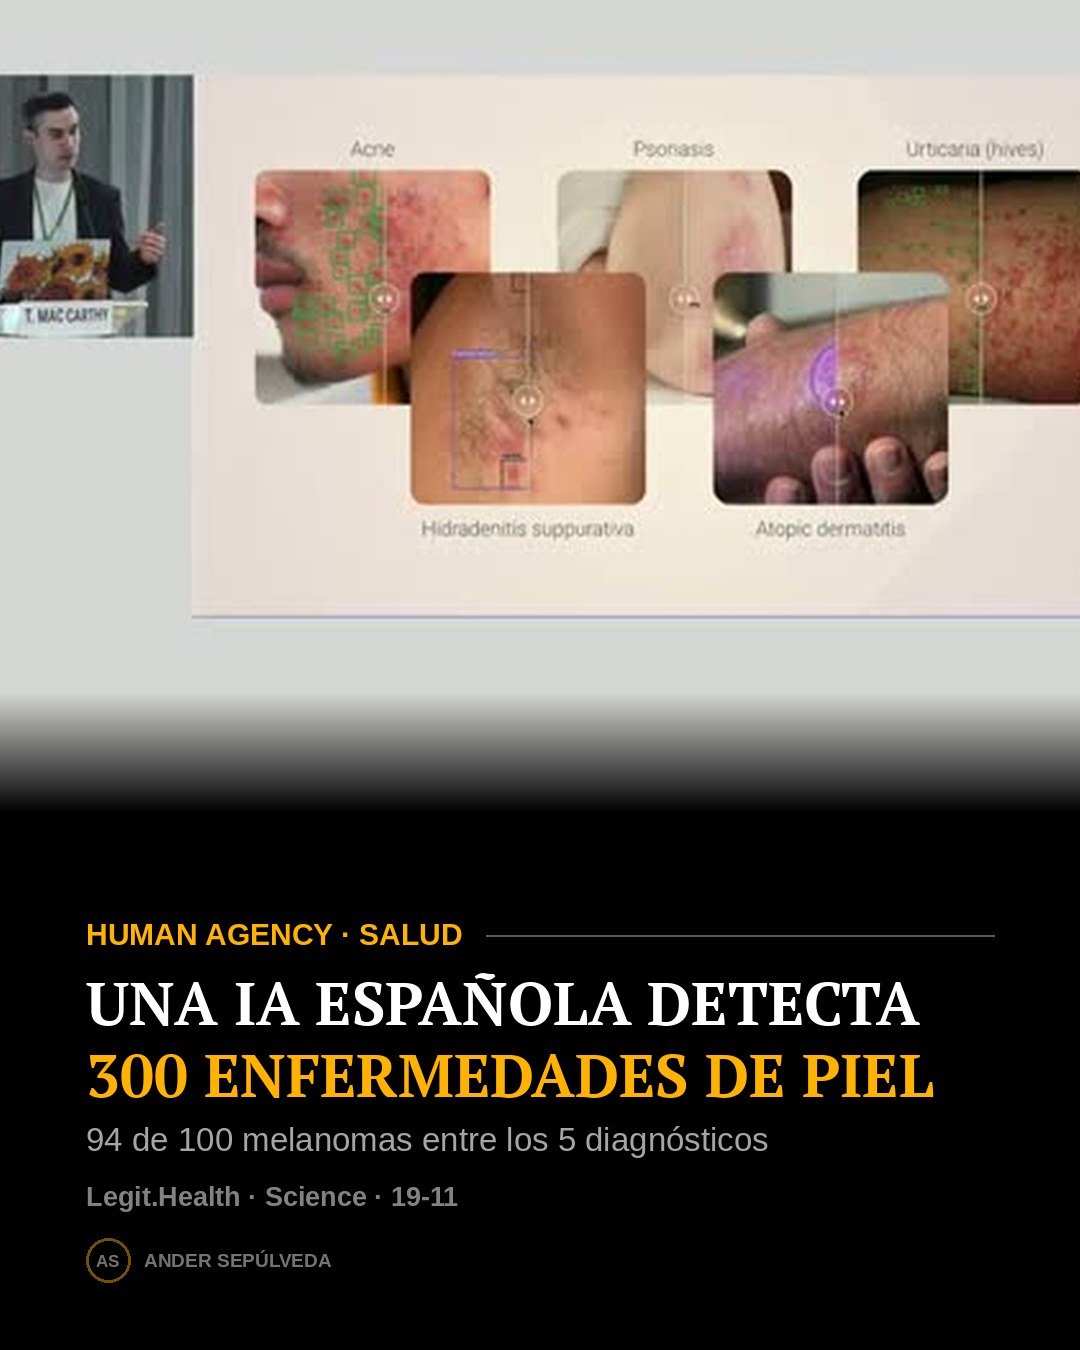 Acne
Psoriasis
Urticaria (hives)
T. MAC CARTHY
Hidradenitis suppurativa
Atopic dermatitis
HUMAN AGENCY · SALUD
UNA IA ESPAÑOLA DETECTA
300 ENFERMEDADES DE PIEL
94 de 100 melanomas entre los 5 diagnósticos
Legit.Health · Science · 19-11
AS ANDER SEPÚLVEDA